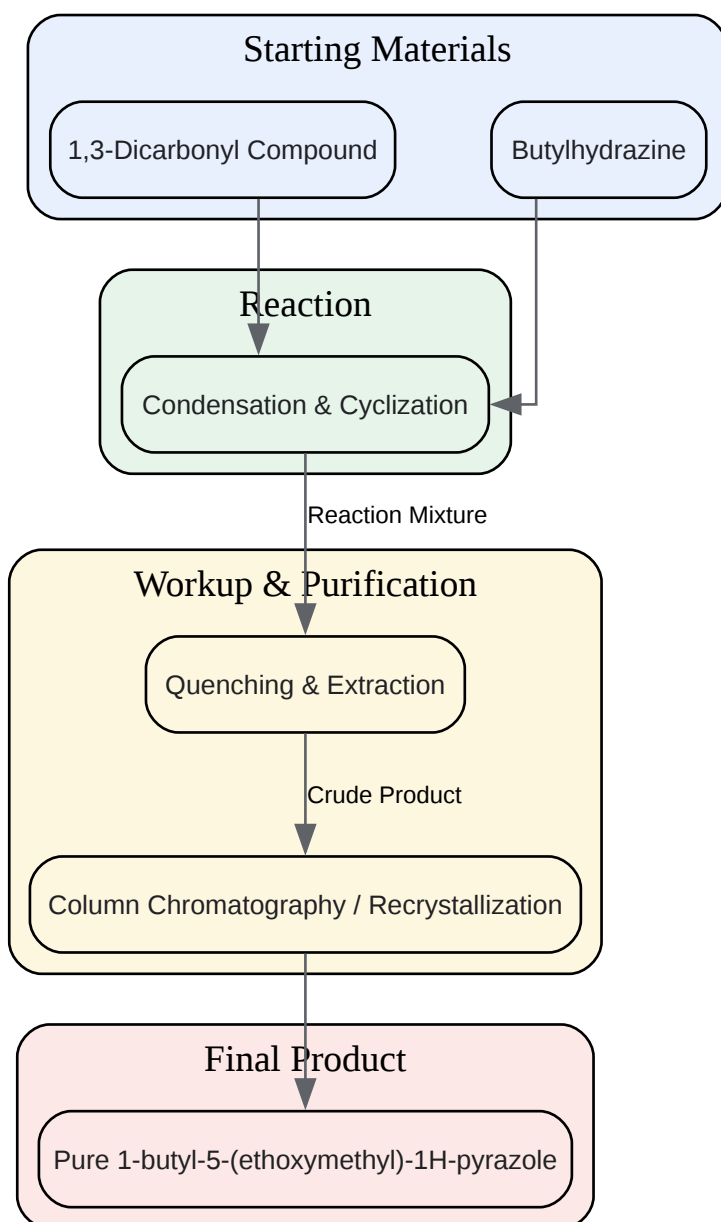 Starting Materials
1,3-Dicarbonyl Compound
Butylhydrazine
Reaction
Condensation & Cyclization
Reaction Mixture
Workup & Purification
Quenching & Extraction
Crude Product
Column Chromatography / Recrystallization
Final Product
Pure 1-butyl-5-(ethoxymethyl)-1H-pyrazole